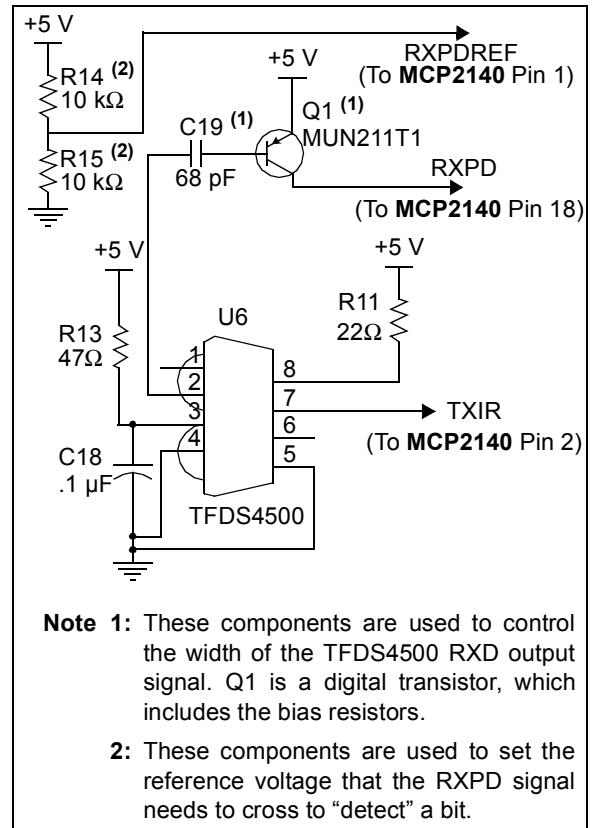 +5 V
R14 (2)
10 kΩ
R15 (2)
10 kΩ
RXPDREF
(To MCP2140 Pin 1)
+5 V
Q1 (1)
MUN211T1
C19 (1)
68 pF
RXPD
(To MCP2140 Pin 18)
+5 V
R13
47Ω
C18
.1 µF
+5 V
R11
22Ω
U6
1
2
3
4
8
7
6
5
TFDS4500
TXIR
(To MCP2140 Pin 2)
Note 1: These components are used to control
the width of the TFDS4500 RXD output
signal. Q1 is a digital transistor, which
includes the bias resistors.
2: These components are used to set the
reference voltage that the RXPD signal
needs to cross to “detect” a bit.